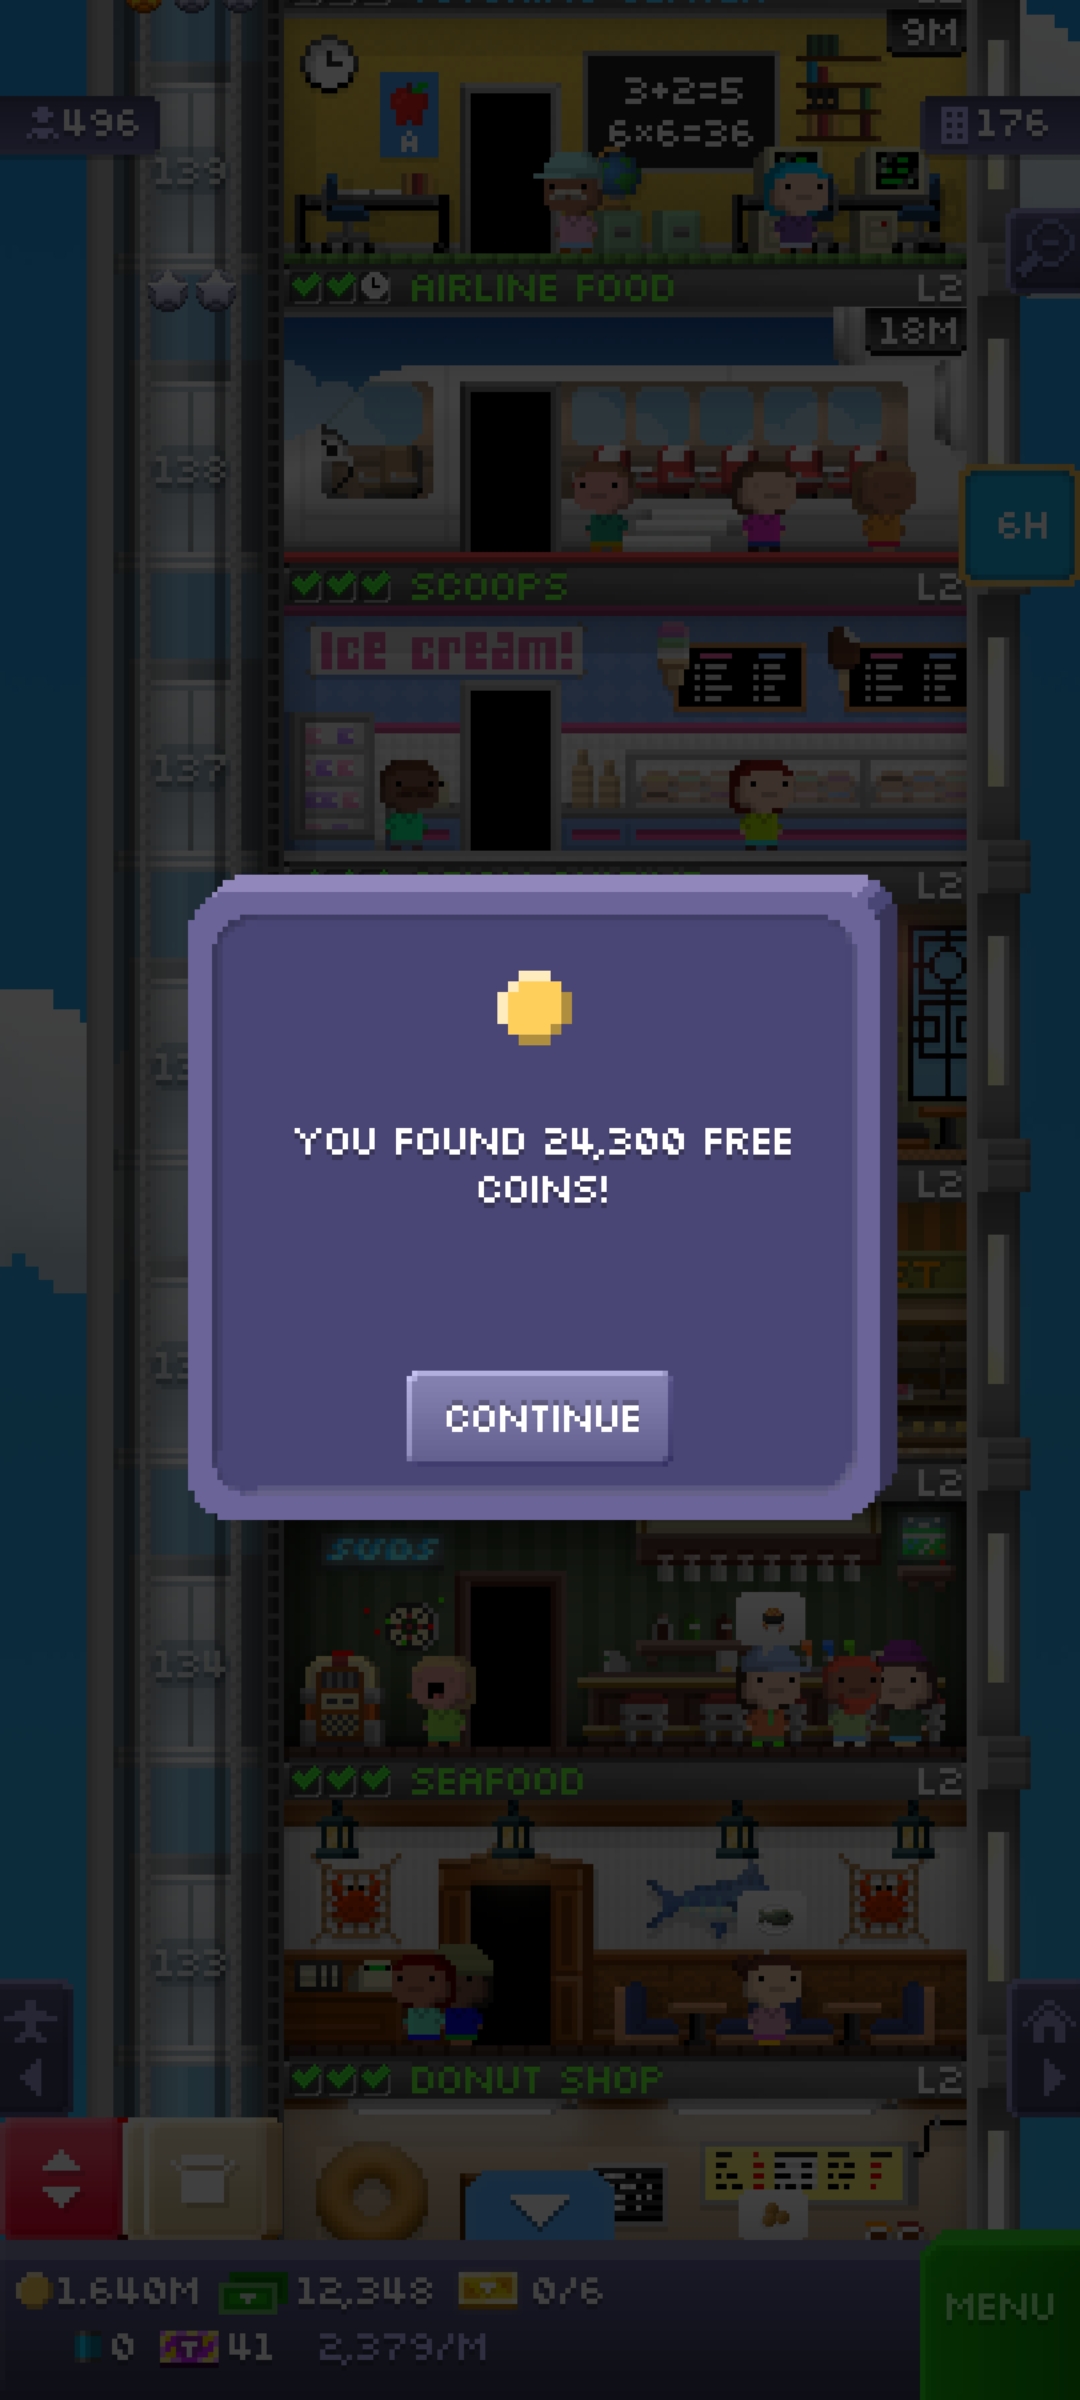 9M
3+2=5
6×6=36
A
496
176
139
AIRLINE FOOD L2
18M
138
6H
SCOOPS L2
Ice cream!
137
L2
YOU FOUND 24,300 FREE
COINS!
L2
CONTINUE
L2
SUDS
134
SEAFOOD L2
133
DONUT SHOP L2
1.640M 12,348 0/6
MENU
0 T 41 2,379/M